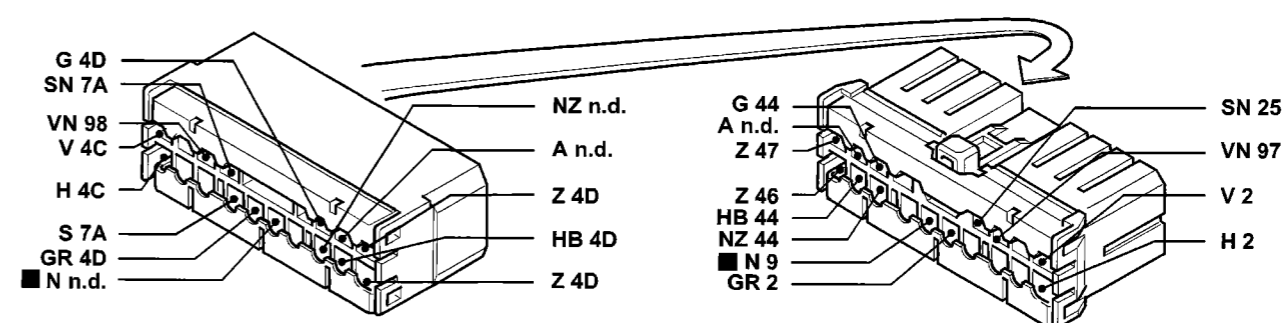 G 4D
SN 7A
VN 98
V 4C
H 4C
S 7A
GR 4D
■ N n.d.
NZ n.d.
A n.d.
Z 4D
HB 4D
Z 4D
G 44
A n.d.
Z 47
Z 46
HB 44
NZ 44
■ N 9
GR 2
SN 25
VN 97
V 2
H 2